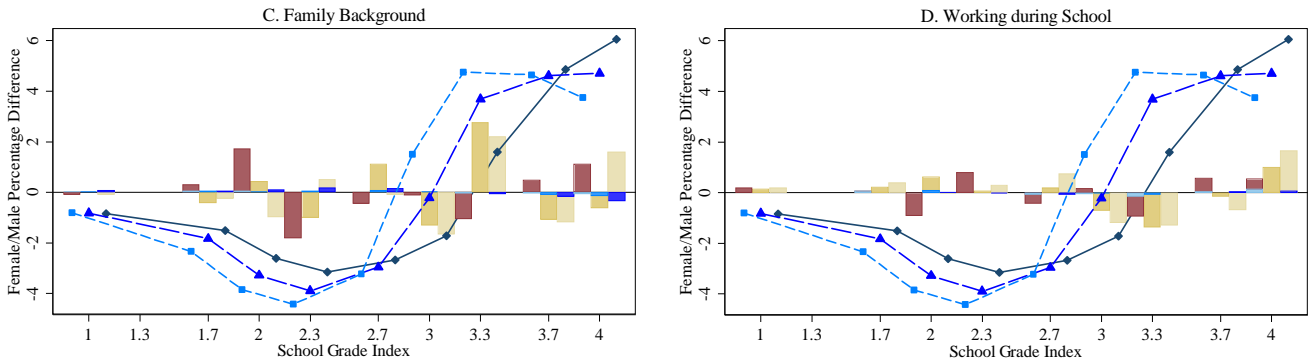 C. Family Background
Female/Male Percentage Difference
6
4
2
0
-2
-4
1 1.3 1.7 2 2.3 2.7 3 3.3 3.7 4
School Grade Index
D. Working during School
Female/Male Percentage Difference
6
4
2
0
-2
-4
1 1.3 1.7 2 2.3 2.7 3 3.3 3.7 4
School Grade Index